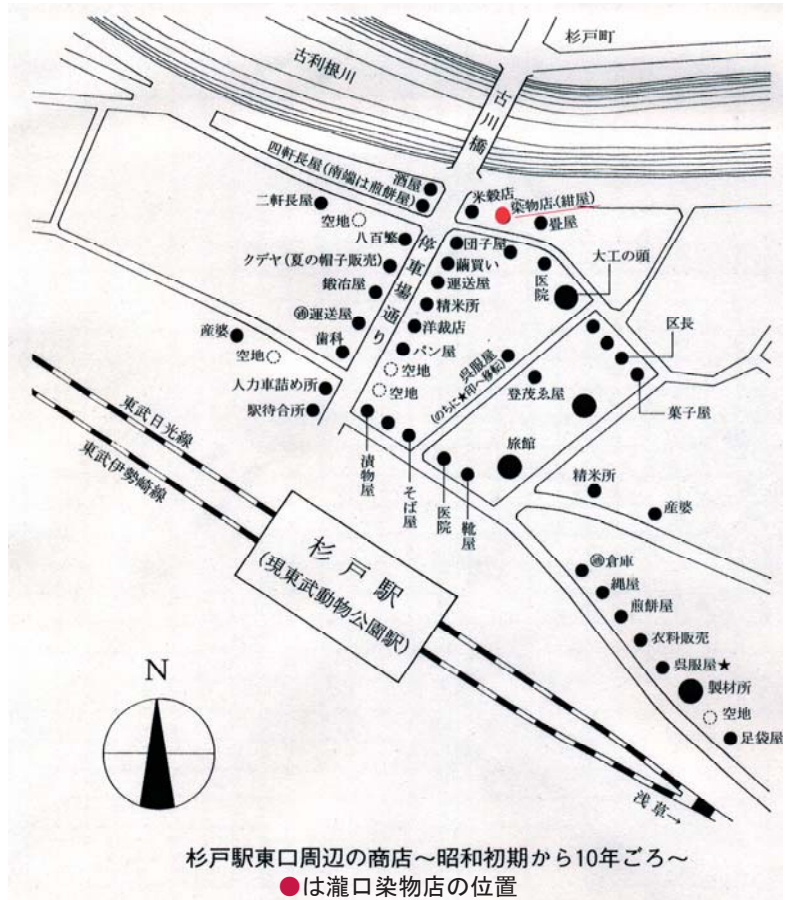 杉戸町
古利根川
古川橋
四軒長屋(南端は煎餅屋)
酒屋
米穀店
染物店(紺屋)
畳屋
二軒長屋
空地
八百繁
停車場通り
団子屋
大工の頭
クデヤ(夏の帽子販売)
繭買い
医院
鍛冶屋
運送屋
精米所
㊝運送屋
洋裁店
区長
産婆
空地
歯科
パン屋
呉服屋
(のちに★印へ移転)
空地
人力車詰め所
空地
登茂ゑ屋
菓子屋
駅待合所
東武日光線
東武伊勢崎線
漬物屋
そば屋
医院
靴屋
旅館
精米所
産婆
杉戸駅
(現東武動物公園駅)
倉庫
縄屋
煎餅屋
衣料販売
呉服屋★
製材所
空地
足袋屋
N
浅草→
杉戸駅東口周辺の商店~昭和初期から10年ごろ~
●は瀧口染物店の位置